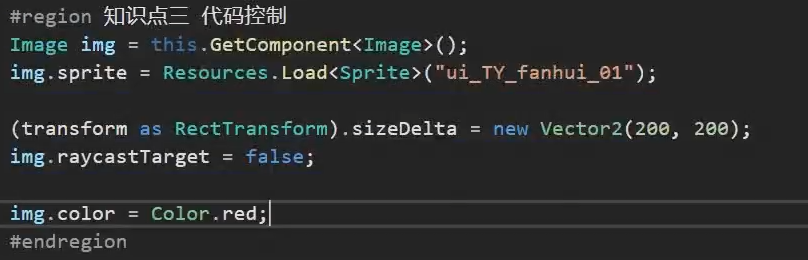 #region 知识点三 代码控制
Image img = this.GetComponent<Image>();
img.sprite = Resources.Load<Sprite>("ui_TY_fanhui_01");
(transform as RectTransform).sizeDelta = new Vector2(200, 200);
img.raycastTarget = false;
img.color = Color.red;
#endregion